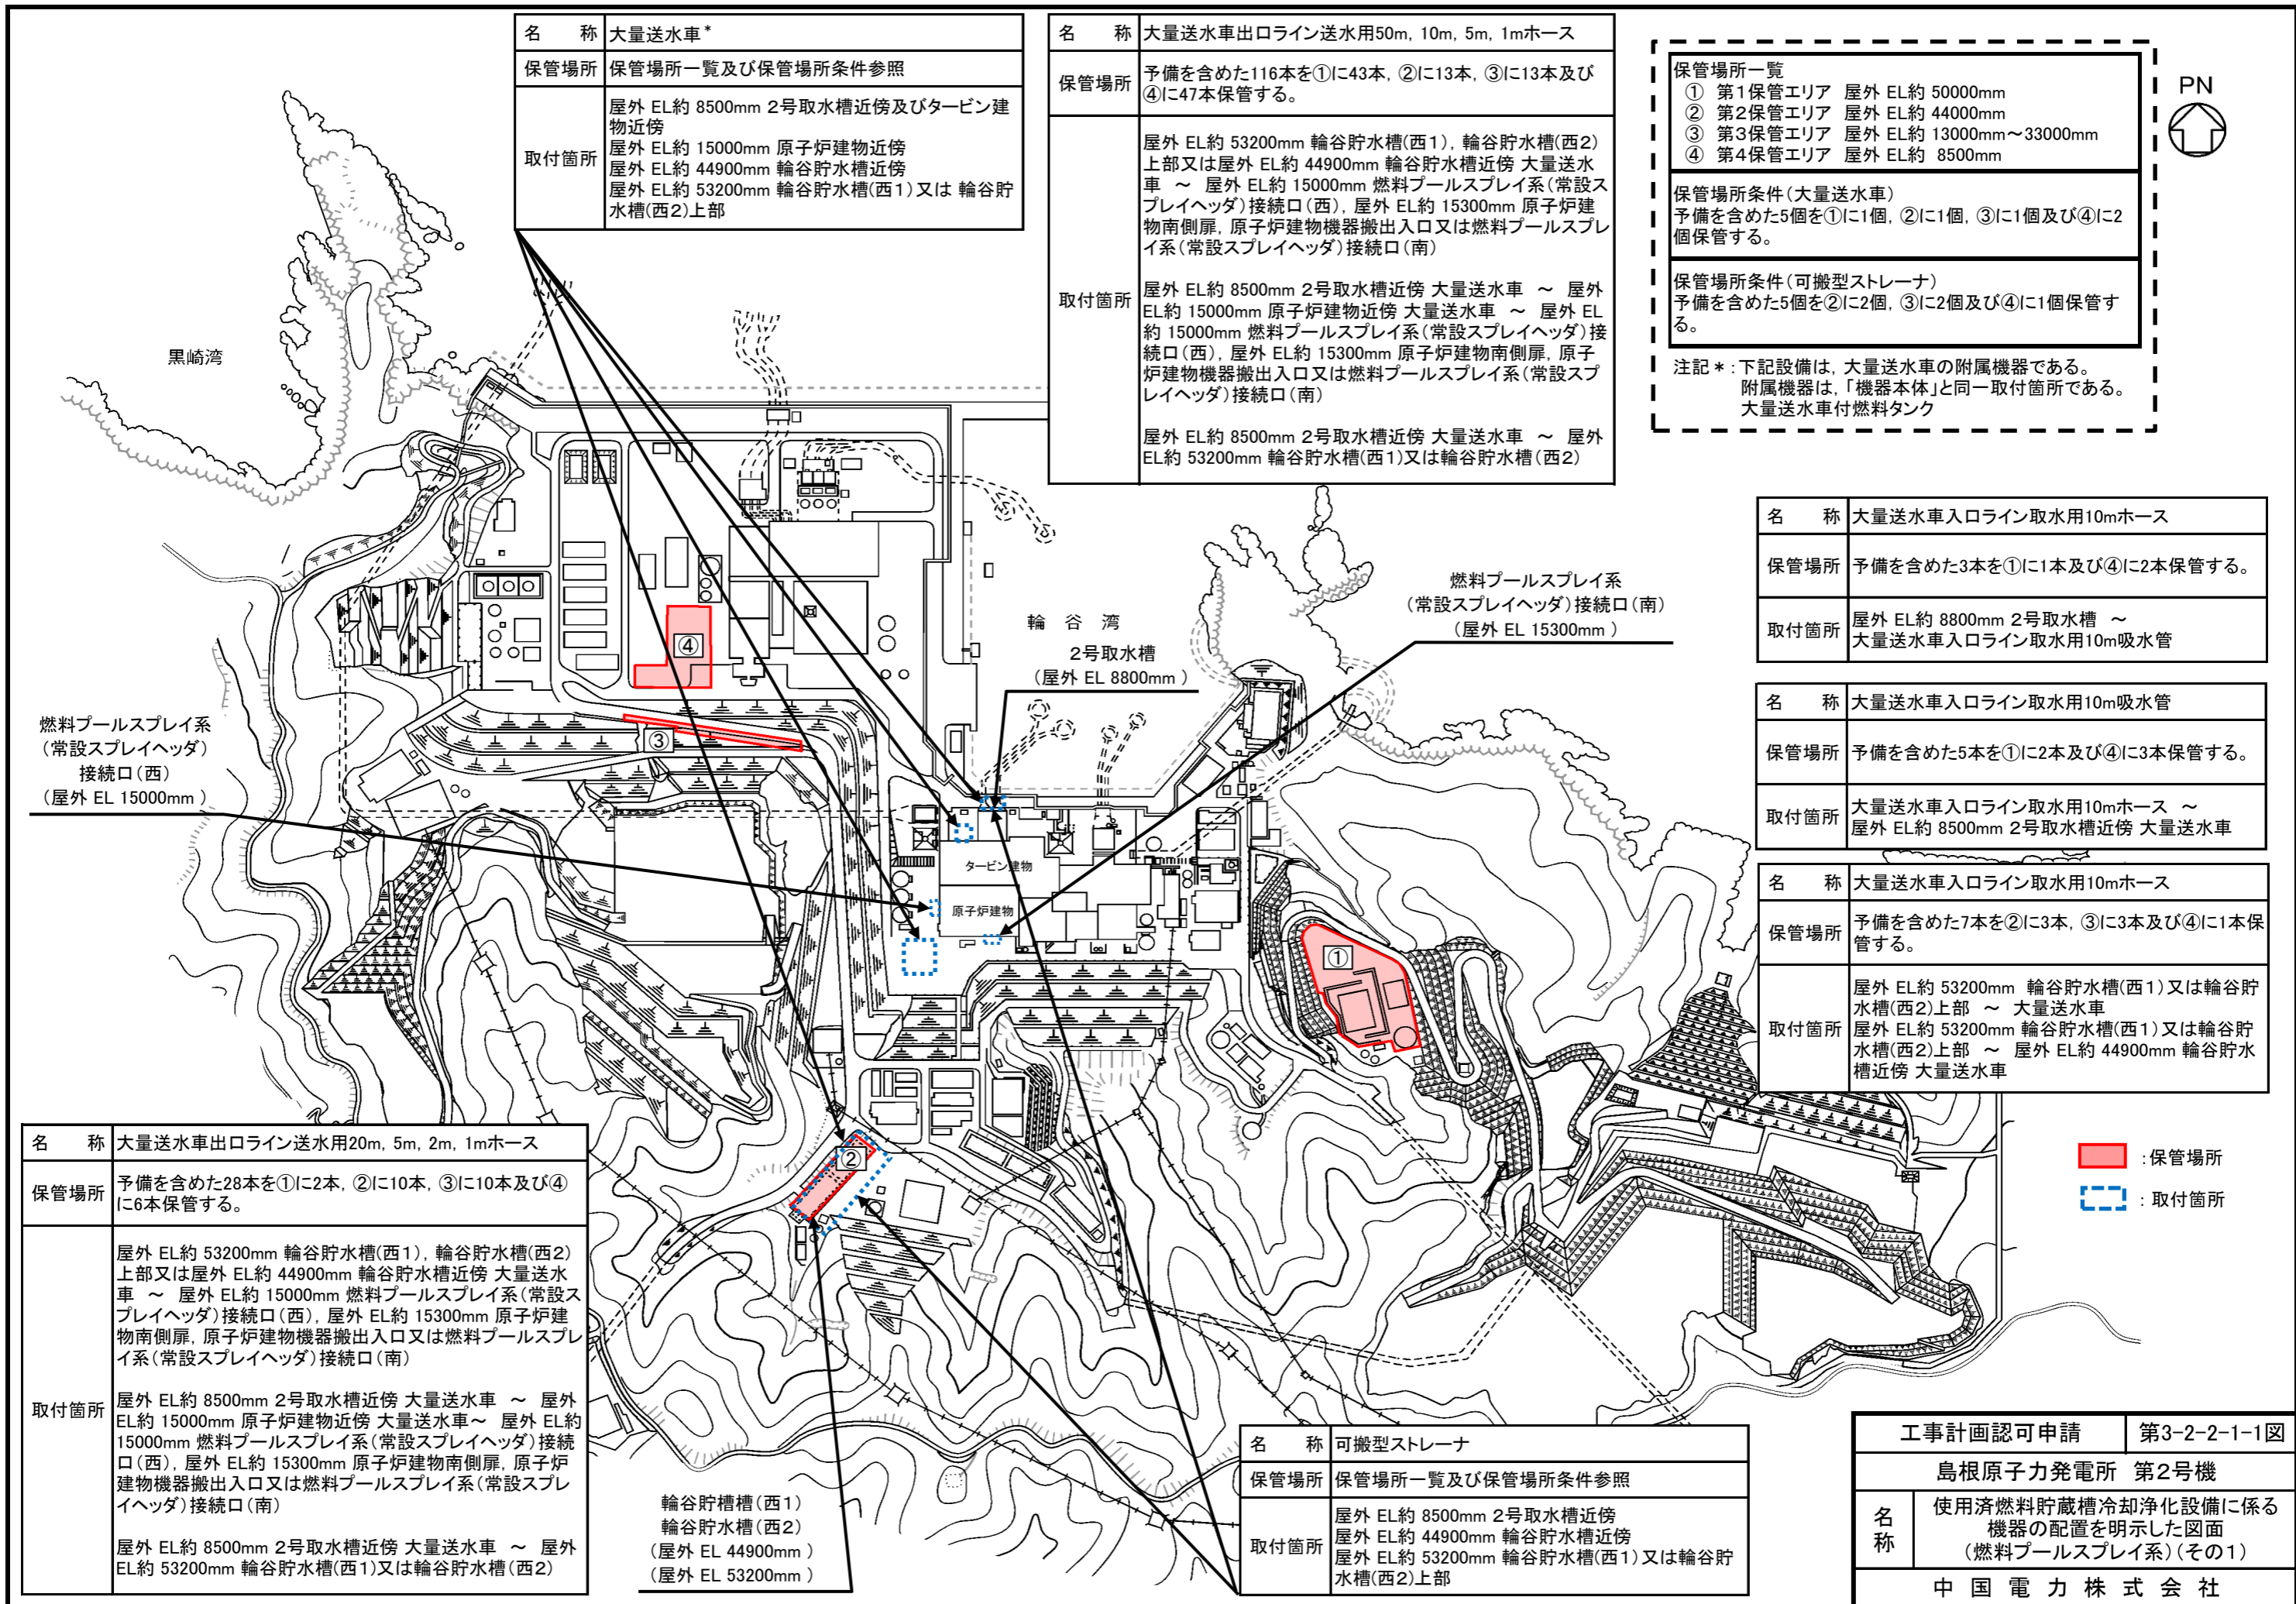 名　称 大量送水車*
保管場所 保管場所一覧及び保管場所条件参照
取付箇所
屋外 EL約 8500mm 2号取水槽近傍及びタービン建
物近傍
屋外 EL約 15000mm 原子炉建物近傍
屋外 EL約 44900mm 輪谷貯水槽近傍
屋外 EL約 53200mm 輪谷貯水槽(西1)又は 輪谷貯
水槽(西2)上部
名　称 大量送水車出口ライン送水用50m, 10m, 5m, 1mホース
保管場所
予備を含めた116本を①に43本, ②に13本, ③に13本及び
④に47本保管する。
取付箇所
屋外 EL約 53200mm 輪谷貯水槽(西1), 輪谷貯水槽(西2)
上部又は屋外 EL約 44900mm 輪谷貯水槽近傍 大量送水
車 ～ 屋外 EL約 15000mm 燃料プールスプレイ系(常設ス
プレイヘッダ)接続口(西), 屋外 EL約 15300mm 原子炉建
物南側扉, 原子炉建物機器搬出入口又は燃料プールスプレ
イ系(常設スプレイヘッダ)接続口(南)
屋外 EL約 8500mm 2号取水槽近傍 大量送水車 ～ 屋外
EL約 15000mm 原子炉建物近傍 大量送水車 ～ 屋外 EL
約 15000mm 燃料プールスプレイ系(常設スプレイヘッダ)接
続口(西), 屋外 EL約 15300mm 原子炉建物南側扉, 原子
炉建物機器搬出入口又は燃料プールスプレイ系(常設スプ
レイヘッダ)接続口(南)
屋外 EL約 8500mm 2号取水槽近傍 大量送水車 ～ 屋外
EL約 53200mm 輪谷貯水槽(西1)又は輪谷貯水槽(西2)
保管場所一覧
① 第1保管エリア 屋外 EL約 50000mm
② 第2保管エリア 屋外 EL約 44000mm
③ 第3保管エリア 屋外 EL約 13000mm～33000mm
④ 第4保管エリア 屋外 EL約 8500mm
保管場所条件(大量送水車)
予備を含めた5個を①に1個, ②に1個, ③に1個及び④に2
個保管する。
保管場所条件(可搬型ストレーナ)
予備を含めた5個を②に2個, ③に2個及び④に1個保管す
る。
注記*:下記設備は, 大量送水車の附属機器である。
附属機器は,「機器本体」と同一取付箇所である。
大量送水車付燃料タンク
PN
黒崎湾
名　称 大量送水車入口ライン取水用10mホース
保管場所 予備を含めた3本を①に1本及び④に2本保管する。
取付箇所
屋外 EL約 8800mm 2号取水槽 ～
大量送水車入口ライン取水用10m吸水管
名　称 大量送水車入口ライン取水用10m吸水管
保管場所 予備を含めた5本を①に2本及び④に3本保管する。
取付箇所
大量送水車入口ライン取水用10mホース ～
屋外 EL約 8500mm 2号取水槽近傍 大量送水車
名　称 大量送水車入口ライン取水用10mホース
保管場所
予備を含めた7本を②に3本, ③に3本及び④に1本保
管する。
取付箇所
屋外 EL約 53200mm 輪谷貯水槽(西1)又は輪谷貯
水槽(西2)上部 ～ 大量送水車
屋外 EL約 53200mm 輪谷貯水槽(西1)又は輪谷貯
水槽(西2)上部 ～ 屋外 EL約 44900mm 輪谷貯水
槽近傍 大量送水車
燃料プールスプレイ系
(常設スプレイヘッダ)接続口(南)
(屋外 EL 15300mm )
輪谷湾
2号取水槽
(屋外 EL 8800mm )
④
③
燃料プールスプレイ系
(常設スプレイヘッダ)
接続口(西)
(屋外 EL 15000mm )
タービン建物
原子炉建物
①
②
:保管場所
:取付箇所
名　称 大量送水車出口ライン送水用20m, 5m, 2m, 1mホース
保管場所
予備を含めた28本を①に2本, ②に10本, ③に10本及び④
に6本保管する。
取付箇所
屋外 EL約 53200mm 輪谷貯水槽(西1), 輪谷貯水槽(西2)
上部又は屋外 EL約 44900mm 輪谷貯水槽近傍 大量送水
車 ～ 屋外 EL約 15000mm 燃料プールスプレイ系(常設ス
プレイヘッダ)接続口(西), 屋外 EL約 15300mm 原子炉建
物南側扉, 原子炉建物機器搬出入口又は燃料プールスプレ
イ系(常設スプレイヘッダ)接続口(南)
屋外 EL約 8500mm 2号取水槽近傍 大量送水車 ～ 屋外
EL約 15000mm 原子炉建物近傍 大量送水車～ 屋外 EL約
15000mm 燃料プールスプレイ系(常設スプレイヘッダ)接続
口(西), 屋外 EL約 15300mm 原子炉建物南側扉, 原子炉
建物機器搬出入口又は燃料プールスプレイ系(常設スプレ
イヘッダ)接続口(南)
屋外 EL約 8500mm 2号取水槽近傍 大量送水車 ～ 屋外
EL約 53200mm 輪谷貯水槽(西1)又は輪谷貯水槽(西2)
輪谷貯槽槽(西1)
輪谷貯水槽(西2)
(屋外 EL 44900mm )
(屋外 EL 53200mm )
名　称 可搬型ストレーナ
保管場所 保管場所一覧及び保管場所条件参照
取付箇所
屋外 EL約 8500mm 2号取水槽近傍
屋外 EL約 44900mm 輪谷貯水槽近傍
屋外 EL約 53200mm 輪谷貯水槽(西1)又は輪谷貯
水槽(西2)上部
工事計画認可申請 第3-2-2-1-1図
島根原子力発電所 第2号機
名称
使用済燃料貯蔵槽冷却浄化設備に係る
機器の配置を明示した図面
(燃料プールスプレイ系)(その1)
中国電力株式会社